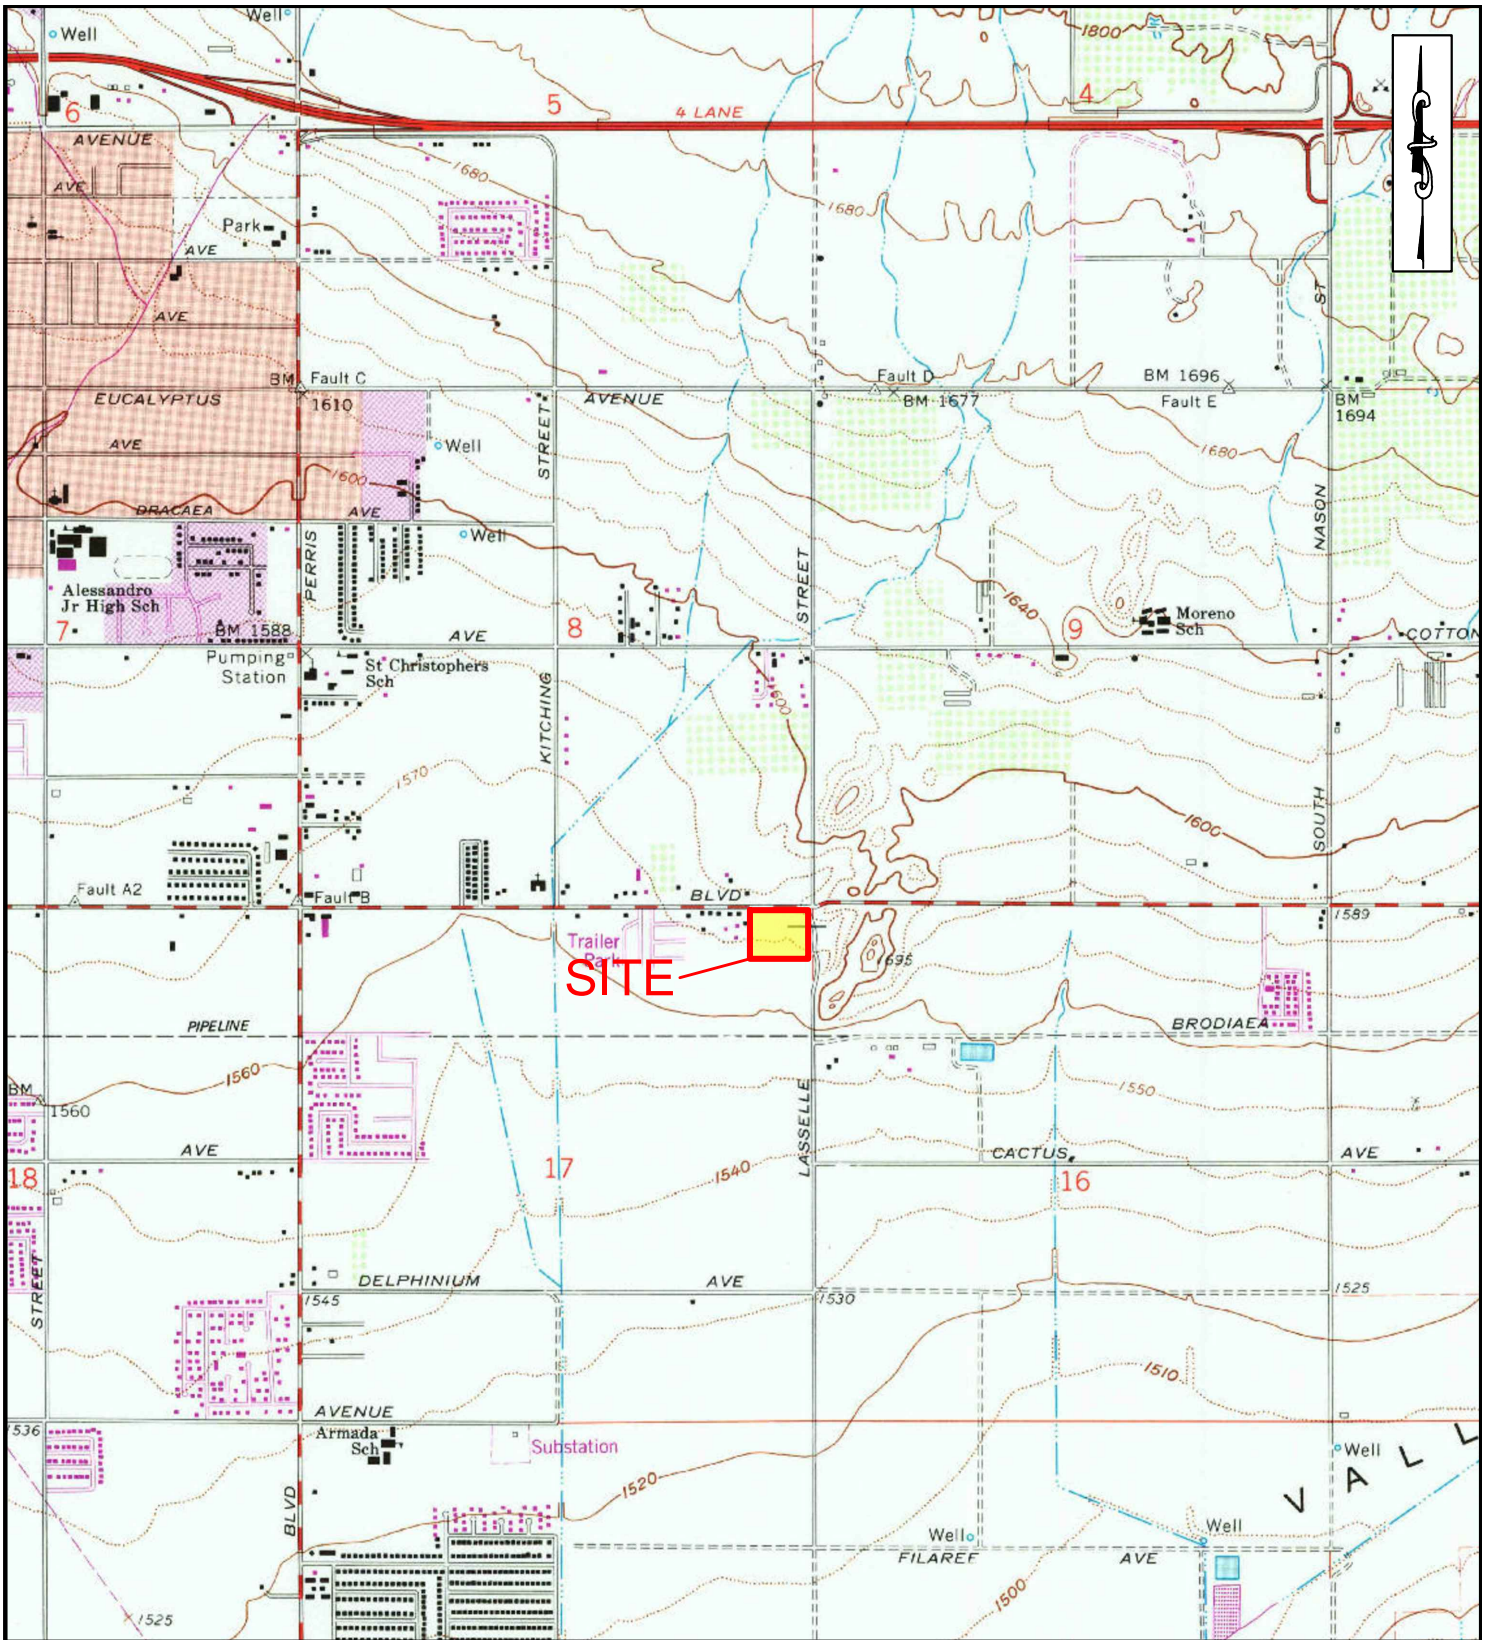 Well
Well
1800
6
5
4 LANE
4
AVENUE
1680
AVE
1680
Park
AVE
ST
AVE
BM
Fault C
Fault D
BM 1696
EUCALYPTUS
1610
AVENUE
BM 1677
Fault E
BM
1694
AVE
Well
STREET
1680
1600
DRACAEA
AVE
Well
NASON
PERRIS
STREET
Alessandro
Jr High Sch
1640
Moreno
Sch
7
BM 1588
AVE
8
9
COTTON
Pumping
Station
St Christophers
Sch
KITCHING
1600
1570
1600
SOUTH
Fault A2
Fault B
BLVD
1589
Trailer
Park
SITE
1695
PIPELINE
BRODIAEA
1560
1550
BM
1560
LASSELLE
AVE
CACTUS
AVE
18
17
1540
16
STREET
DELPHINIUM
AVE
1545
1530
1525
1510
AVENUE
1536
Armada
Sch
Substation
Well
VALL
1520
BLVD
Well
Well
FILAREE
AVE
1500
1525